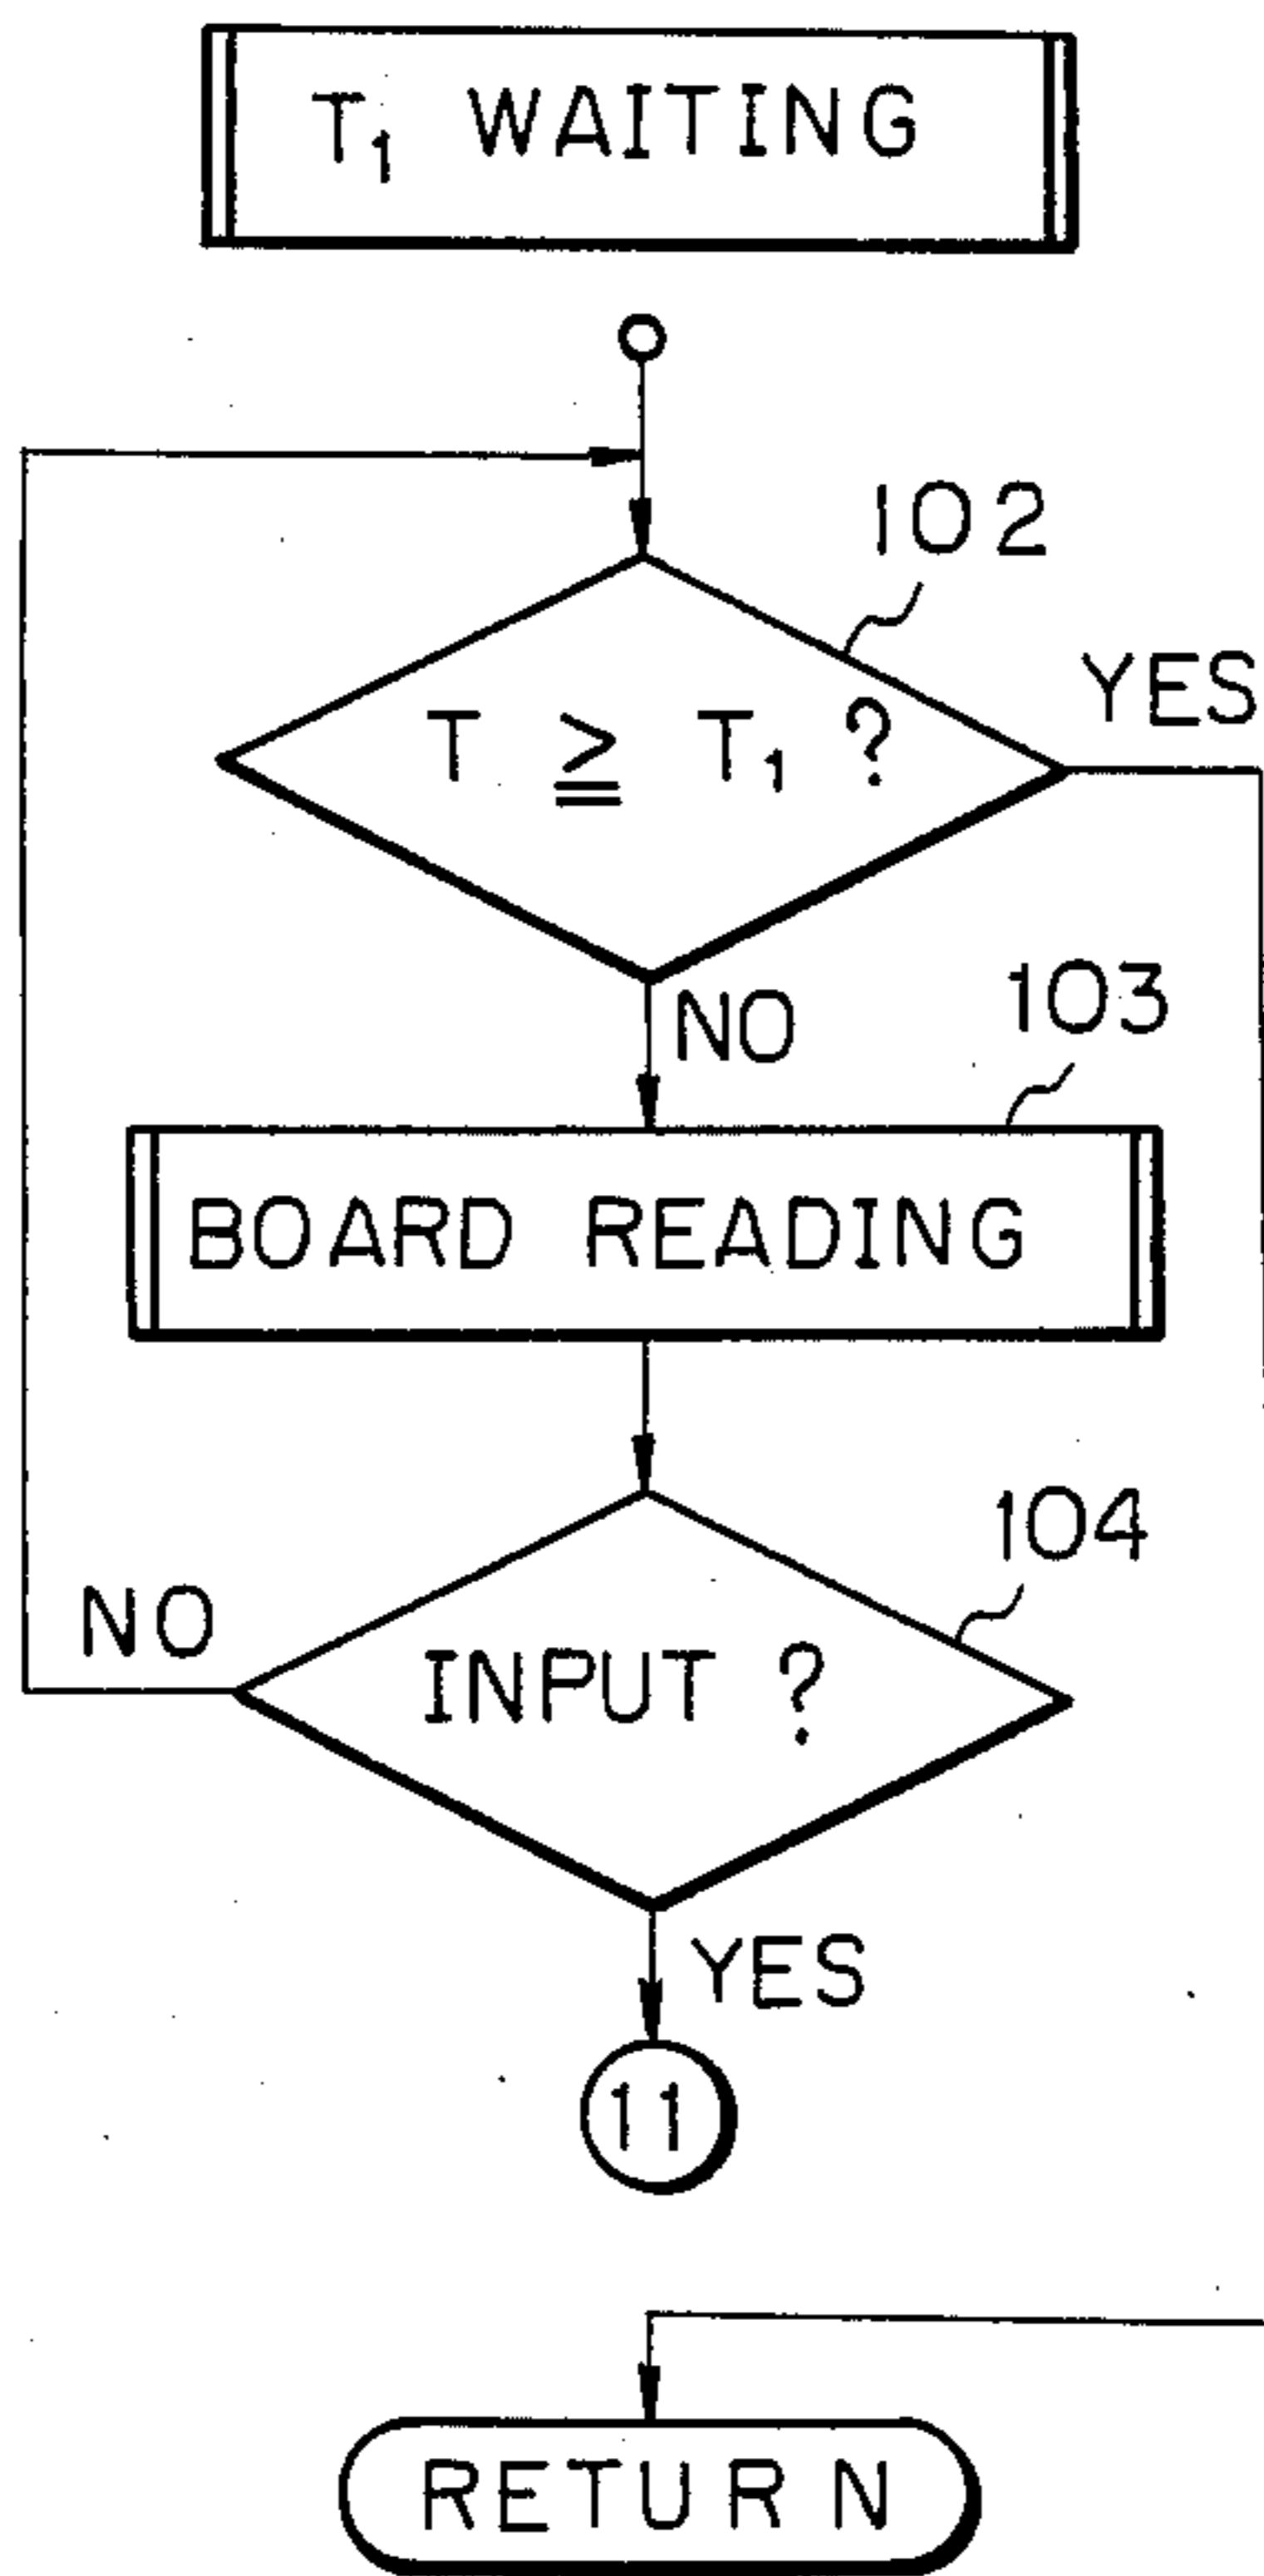 T₁ WAITING
102
YES
T ≧ T₁ ?
NO
103
BOARD READING
104
NO
INPUT ?
YES
11
RETURN